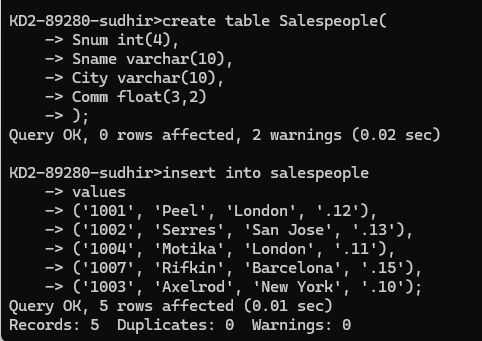 KD2-89280-sudhir>create table Salespeople(
    -> Snum int(4),
    -> Sname varchar(10),
    -> City varchar(10),
    -> Comm float(3,2)
    -> );
Query OK, 0 rows affected, 2 warnings (0.02 sec)

KD2-89280-sudhir>insert into salespeople
    -> values
    -> ('1001', 'Peel', 'London', '.12'),
    -> ('1002', 'Serres', 'San Jose', '.13'),
    -> ('1004', 'Motika', 'London', '.11'),
    -> ('1007', 'Rifkin', 'Barcelona', '.15'),
    -> ('1003', 'Axelrod', 'New York', '.10');
Query OK, 5 rows affected (0.01 sec)
Records: 5  Duplicates: 0  Warnings: 0